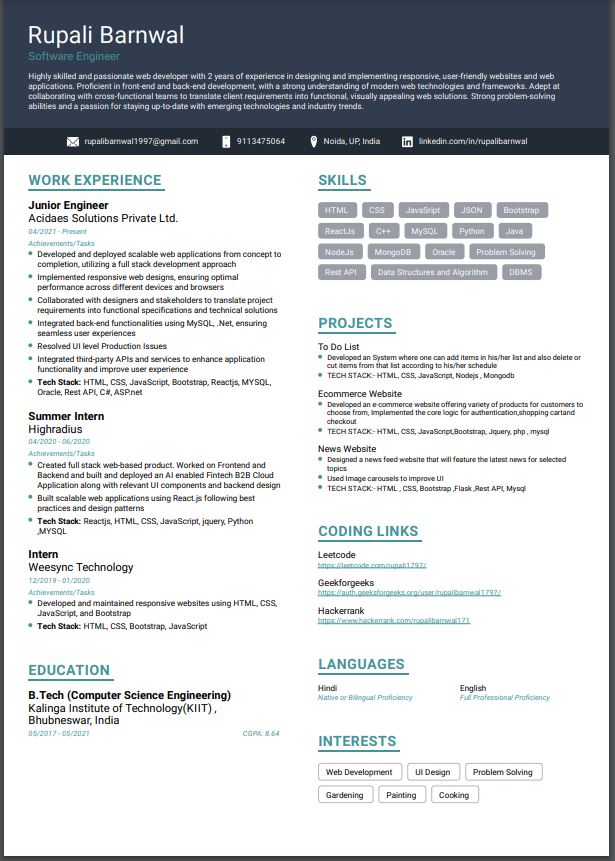 Rupali Barnwal
Software Engineer
Highly skilled and passionate web developer with 2 years of experience in designing and implementing responsive, user-friendly websites and web
applications. Proficient in front-end and back-end development, with a strong understanding of modern web technologies and frameworks. Adept at
collaborating with cross-functional teams to translate client requirements into functional, visually appealing web solutions. Strong problem-solving
abilities and a passion for staying up-to-date with emerging technologies and industry trends.
rupalibarnwal1997@gmail.com 9113475064 Noida, UP, India linkedin.com/in/rupalibarnwal
WORK EXPERIENCE
Junior Engineer
Acidaes Solutions Private Ltd.
04/2021 - Present
Achievements/Tasks
Developed and deployed scalable web applications from concept to
completion, utilizing a full stack development approach
Implemented responsive web designs, ensuring optimal
performance across different devices and browsers
Collaborated with designers and stakeholders to translate project
requirements into functional specifications and technical solutions
Integrated back-end functionalities using MySQL, .Net, ensuring
seamless user experiences
Resolved UI level Production Issues
Integrated third-party APIs and services to enhance application
functionality and improve user experience
Tech Stack: HTML, CSS, JavaScript, Bootstrap, Reactjs, MYSQL,
Oracle, Rest API, C#, ASP.net
Summer Intern
Highradius
04/2020 - 06/2020
Achievements/Tasks
Created full stack web-based product. Worked on Frontend and
Backend and built and deployed an AI enabled Fintech B2B Cloud
Application along with relevant UI components and backend design
Built scalable web applications using React.js following best
practices and design patterns
Tech Stack: Reactjs, HTML, CSS, JavaScript, jquery, Python
,MYSQL
Intern
Weesync Technology
12/2019 - 01/2020
Achievements/Tasks
Developed and maintained responsive websites using HTML, CSS,
JavaScript, and Bootstrap
Tech Stack: HTML, CSS, Bootstrap, JavaScript
EDUCATION
B.Tech (Computer Science Engineering)
Kalinga Institute of Technology(KIIT) ,
Bhubneswar, India
05/2017 - 05/2021 CGPA: 8.64
SKILLS
HTML CSS JavaSript JSON Bootstrap
ReactJs C++ MySQL Python Java
NodeJs MongoDB Oracle Problem Solving
Rest API Data Structures and Algorithm DBMS
PROJECTS
To Do List
Developed an System where one can add items in his/her list and also delete or
cut items from that list according to his/her schedule
TECH STACK:- HTML, CSS, JavaScript, Nodejs , Mongodb
Ecommerce Website
Developed an e-commerce website offering variety of products for customers to
choose from, Implemented the core logic for authentication,shopping cartand
checkout
TECH STACK:- HTML, CSS, JavaScript,Bootstrap, Jquery, php , mysql
News Website
Designed a news feed website that will feature the latest news for selected
topics
Used Image carousels to improve UI
TECH STACK:- HTML , CSS, Bootstrap ,Flask ,Rest API, Mysql
CODING LINKS
Leetcode
https://leetcode.com/rupali1797/
Geekforgeeks
https://auth.geeksforgeeks.org/user/rupalibarnwal1797/
Hackerrank
https://www.hackerrank.com/rupalibarnwal171
LANGUAGES
Hindi
Native or Bilingual Proficiency
English
Full Professional Proficiency
INTERESTS
Web Development UI Design Problem Solving
Gardening Painting Cooking